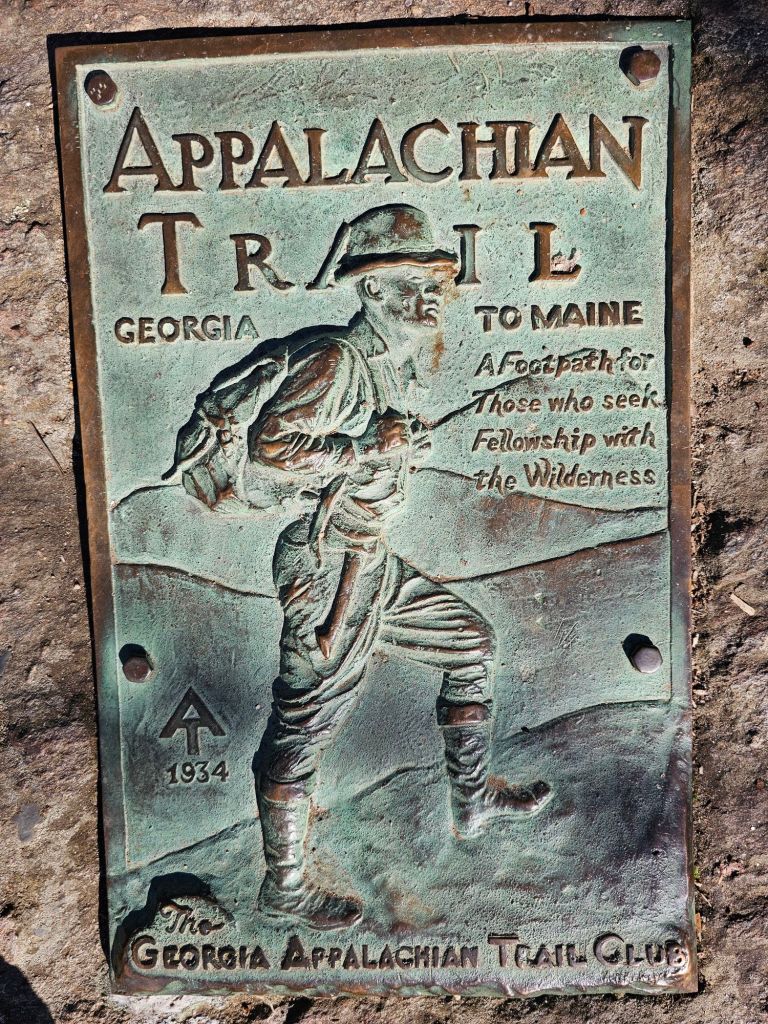 APPALACHIAN
TRAIL
GEORGIA TO MAINE
A Footpath for
Those who seek
Fellowship with
the Wilderness
AT
1934
The
GEORGIA APPALACHIAN TRAIL CLUB